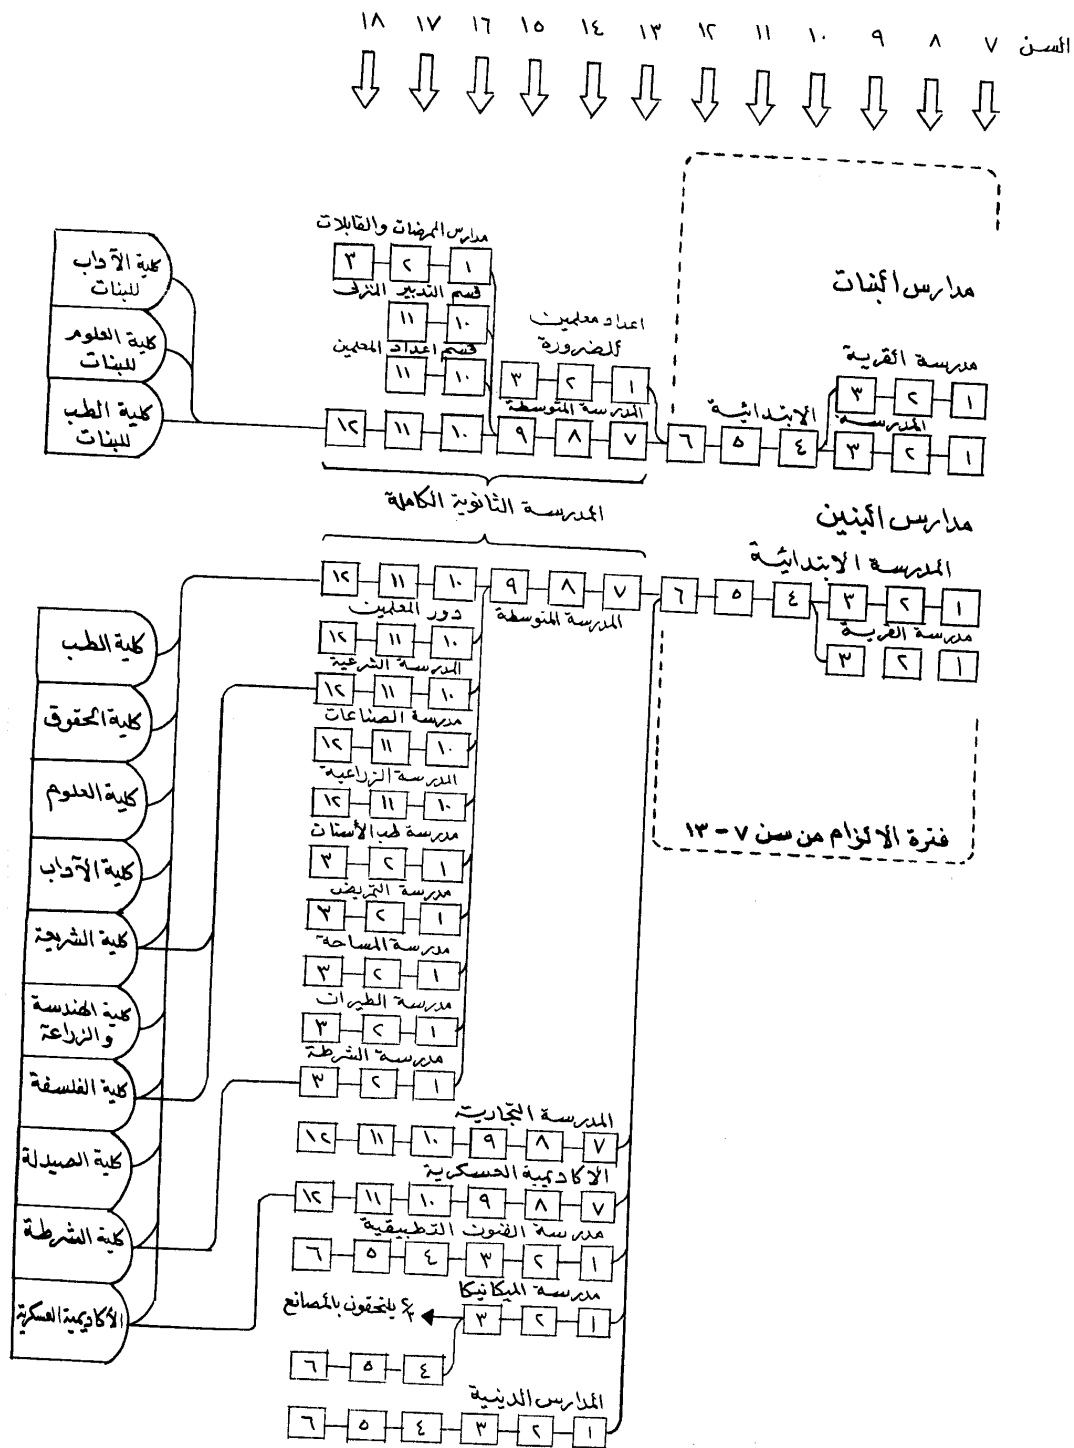 السن ٧ ٨ ٩ ١٠ ١١ ١٢ ١٣ ١٤ ١٥ ١٦ ١٧ ١٨
مدارس البنات
مدرسة القرية
١ ٢ ٣
المدرسة الابتدائية
١ ٢ ٣ ٤ ٥ ٦
اعداد معلمين
للضرورة
١ ٢ ٣
المدرسة المتوسطة
٧ ٨ ٩
مدارس الممرضات والقابلات
١ ٢ ٣
قسم التدبير المنزلى
١٠ ١١
قسم اعداد المعلمين
١٠ ١١
١٠ ١١ ١٢
كلية الآداب
للبنات
كلية العلوم
للبنات
كلية الطب
للبنات
المدرسة الثانوية الكاملة
مدارس البنين
المدرسة الابتدائية
١ ٢ ٣ ٤ ٥ ٦
مدرسة القرية
١ ٢ ٣
فترة الالزام من سن ٧ - ١٣
٧ ٨ ٩
المدرسة المتوسطة
١٠ ١١ ١٢
دور المعلمين
١٠ ١١ ١٢
المدرسة الشرعية
١٠ ١١ ١٢
مدرسة الصناعات
١٠ ١١ ١٢
المدرسة الزراعية
١٠ ١١ ١٢
مدرسة طب الأسنان
١ ٢ ٣
مدرسة التمريض
١ ٢ ٣
مدرسة المساحة
١ ٢ ٣
مدرسة الطيران
١ ٢ ٣
مدرسة الشرطة
١ ٢ ٣
المدرسة التجارية
٧ ٨ ٩ ١٠ ١١ ١٢
الاكاديمية العسكرية
٧ ٨ ٩ ١٠ ١١ ١٢
مدرسة الفنون التطبيقية
١ ٢ ٣ ٤ ٥ ٦
مدرسة الميكانيكا
١ ٢ ٣
يلتحقون بالمصانع
٤ ٥ ٦
المدارس الدينية
١ ٢ ٣ ٤ ٥ ٦
كلية الطب
كلية الحقوق
كلية العلوم
كلية الآداب
كلية الشريعة
كلية الهندسة
والزراعة
كلية الفلسفة
كلية الصيدلة
كلية الشرطة
الأكاديمية العسكرية